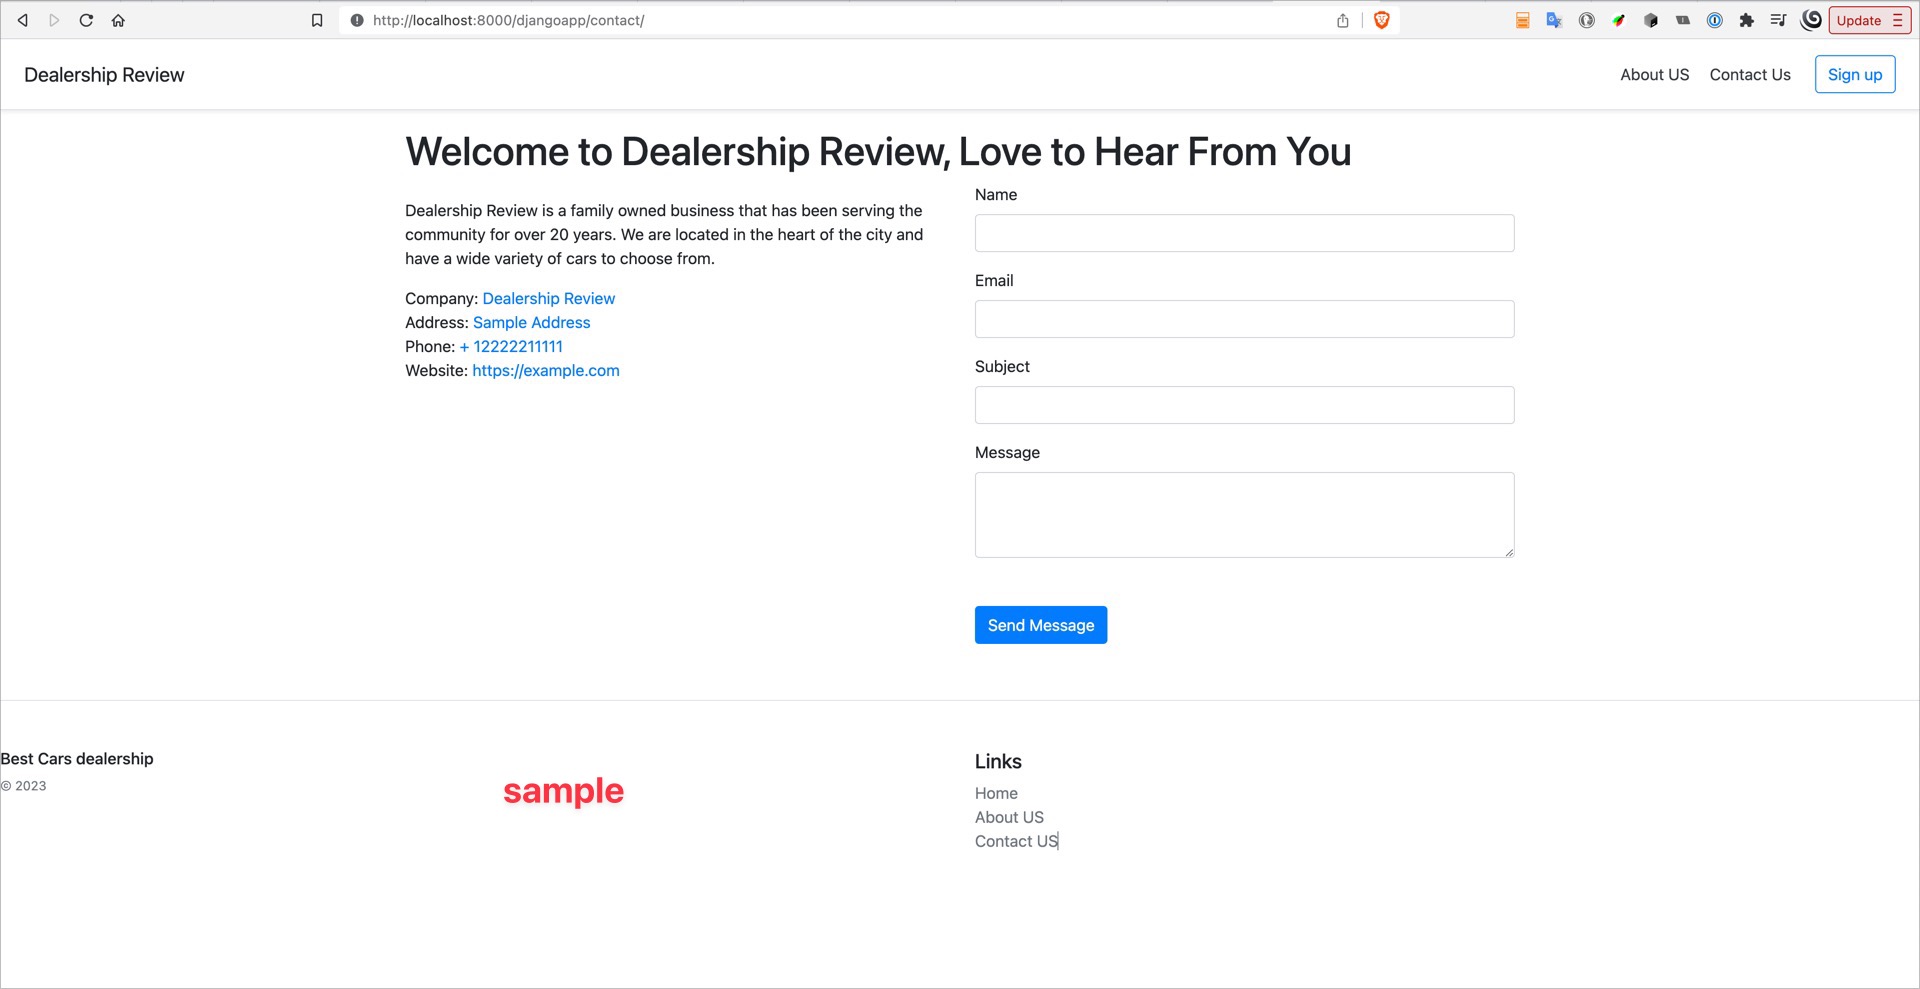 http://localhost:8000/djangoapp/contact/
Update
Dealership Review
About US
Contact Us
Sign up
Welcome to Dealership Review, Love to Hear From You
Dealership Review is a family owned business that has been serving the
community for over 20 years. We are located in the heart of the city and
have a wide variety of cars to choose from.
Company: Dealership Review
Address: Sample Address
Phone: + 12222211111
Website: https://example.com
Name
Email
Subject
Message
Send Message
Best Cars dealership
© 2023
sample
Links
Home
About US
Contact US